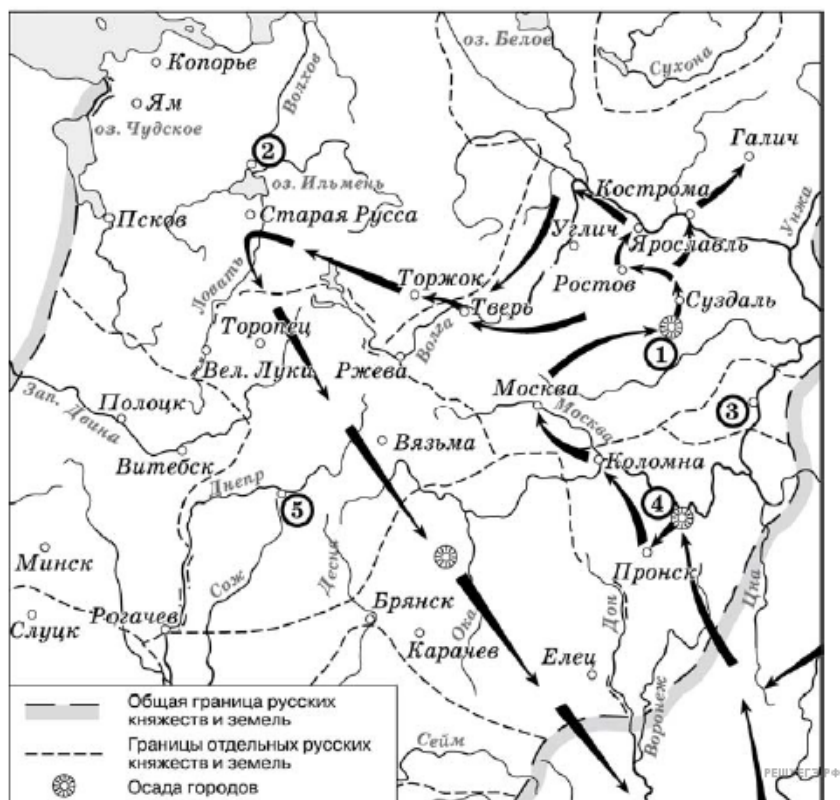 оз. Белое
Сухона
Копорье
Волхов
Ям
оз. Чудское
Галич
2
оз. Ильмень
Кострома
Унжа
Псков
Старая Русса
Углич
Ярославль
Ловать
Торжок
Ростов
Тверь
Суздаль
Торопец
Волга
1
Вел. Луки
Ржева
Зап. Двина
Москва
Москва
3
Полоцк
Вязьма
Витебск
Коломна
Днепр
5
4
Минск
Десна
Пронск
Цна
Сож
Слуцк
Рогачев
Брянск
Ока
Дон
Карачев
Елец
Воронеж
Общая граница русских
княжеств и земель
Границы отдельных русских
княжеств и земель
Сейм
Осада городов
РЕШУЕГЭ.РФ